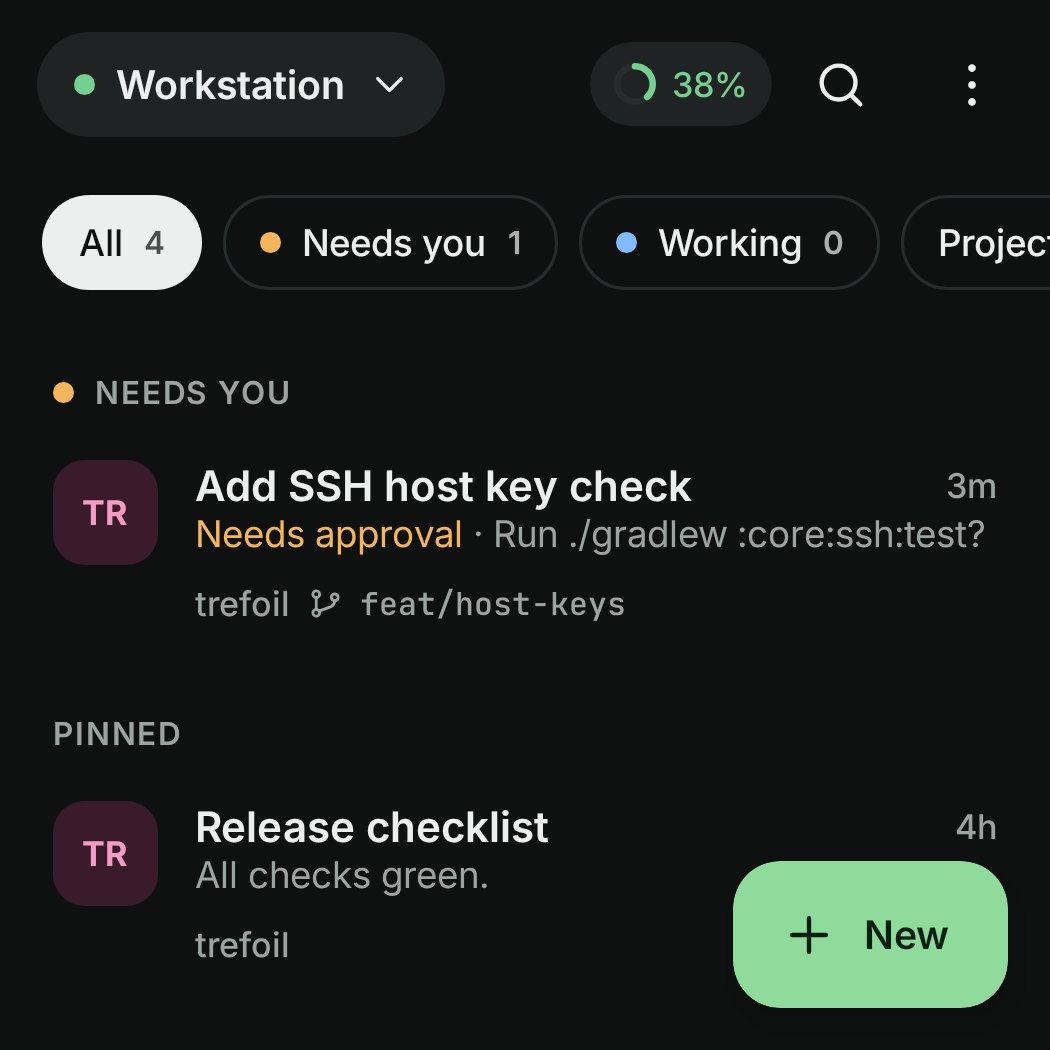 Workstation 38%
All 4 Needs you 1 Working 0 Project
NEEDS YOU
TR Add SSH host key check 3m
Needs approval · Run ./gradlew :core:ssh:test?
trefoil feat/host-keys
PINNED
TR Release checklist 4h
All checks green.
trefoil
New